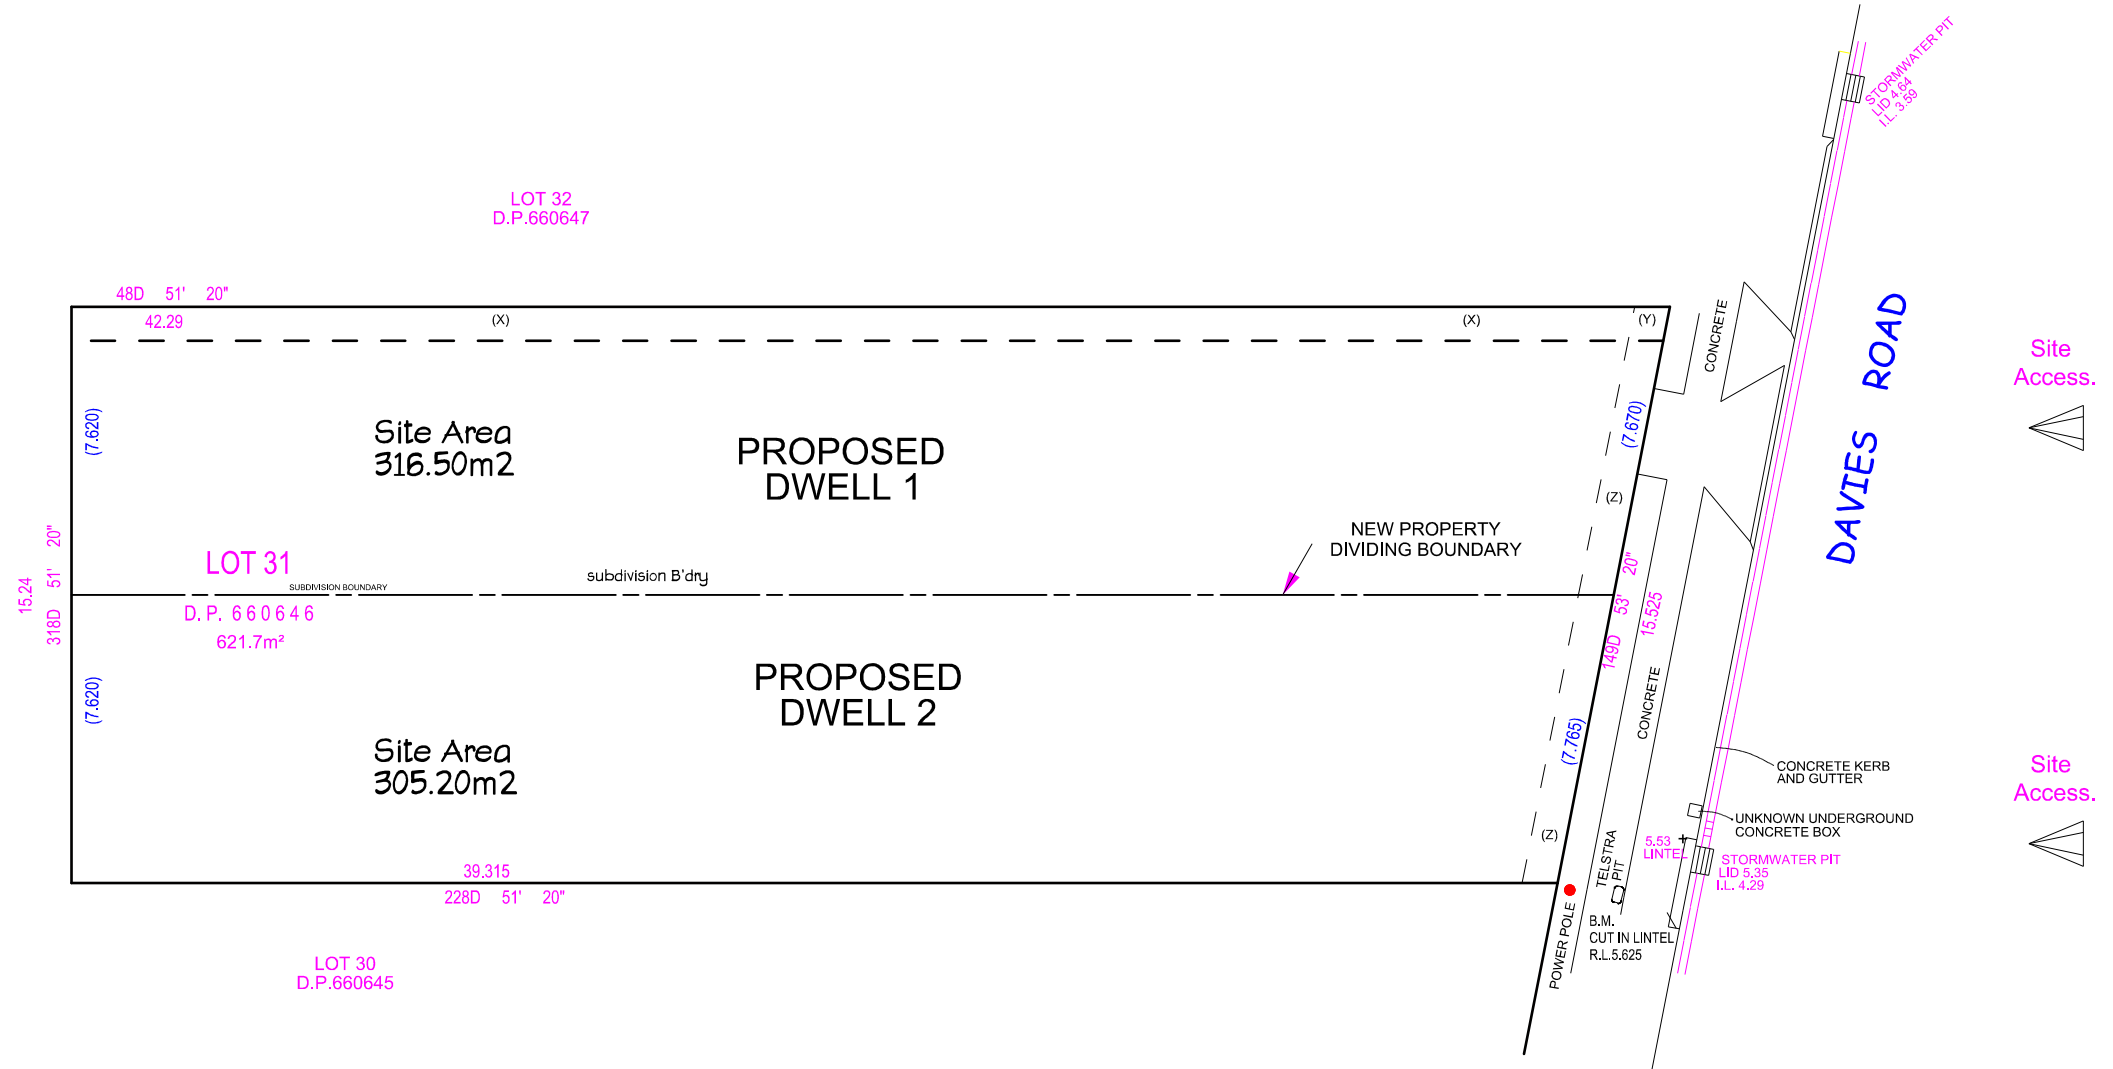 STORMWATER PIT
LID 4.64
I.L. 3.59
LOT 32
D.P.660647
48D 51' 20"
42.29
(X)
(X)
(Y)
CONCRETE
DAVIES ROAD
Site
Access.
(7.620)
Site Area
316.50m2
PROPOSED
DWELL 1
(7.670)
(Z)
NEW PROPERTY
DIVIDING BOUNDARY
LOT 31
SUBDIVISION BOUNDARY
subdivision B'dry
D. P. 660646
621.7m²
15.24
318D 51' 20"
149D 53' 20"
15.525
CONCRETE
(7.620)
PROPOSED
DWELL 2
Site Area
305.20m2
(7.765)
(Z)
CONCRETE KERB
AND GUTTER
UNKNOWN UNDERGROUND
CONCRETE BOX
Site
Access.
5.53
LINTEL
STORMWATER PIT
LID 5.35
I.L. 4.29
TELSTRA
PIT
39.315
228D 51' 20"
POWER POLE
B.M.
CUT IN LINTEL
R.L.5.625
LOT 30
D.P.660645